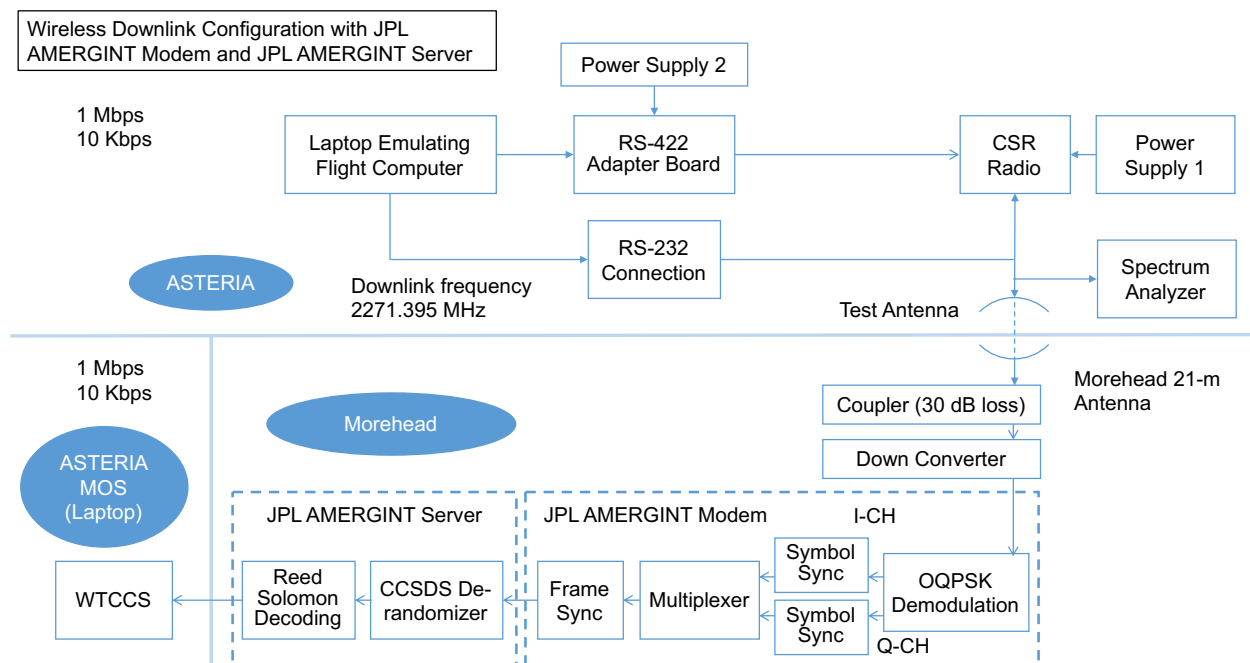 Wireless Downlink Configuration with JPL
AMERGINT Modem and JPL AMERGINT Server
Power Supply 2
1 Mbps
10 Kbps
Laptop Emulating
Flight Computer
RS-422
Adapter Board
CSR
Radio
Power
Supply 1
RS-232
Connection
ASTERIA
Downlink frequency
2271.395 MHz
Spectrum
Analyzer
Test Antenna
1 Mbps
10 Kbps
Morehead 21-m
Antenna
Morehead
Coupler (30 dB loss)
Down Converter
ASTERIA
MOS
(Laptop)
JPL AMERGINT Server
JPL AMERGINT Modem
I-CH
WTCCS
Reed
Solomon
Decoding
CCSDS De-
randomizer
Frame
Sync
Multiplexer
Symbol
Sync
Symbol
Sync
OQPSK
Demodulation
Q-CH